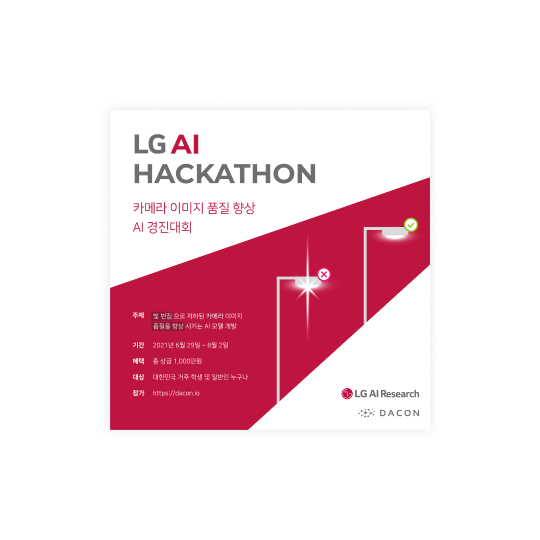 LG AI
HACKATHON
카메라 이미지 품질 향상
AI 경진대회
주제 빛 번짐 으로 저하된 카메라 이미지
품질을 향상 시키는 AI 모델 개발
기간 2021년 6월 29일 ~ 8월 2일
혜택 총 상금 1,000만원
대상 대한민국 거주 학생 및 일반인 누구나
참가 https://dacon.io
LG AI Research
DACON